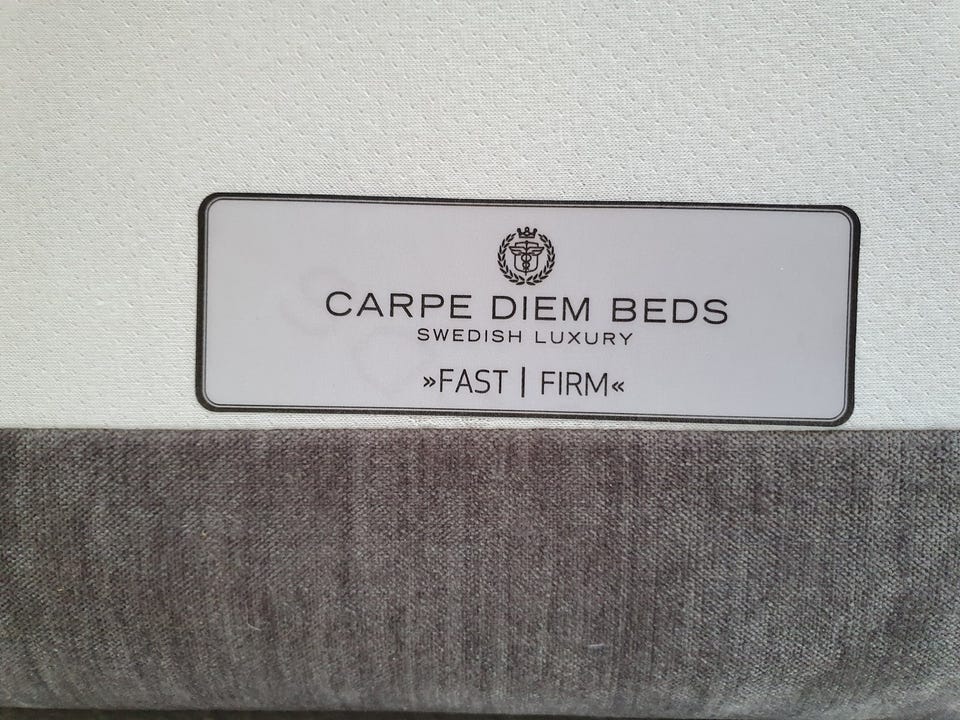 CARPE DIEM BEDS
SWEDISH LUXURY
»FAST | FIRM«